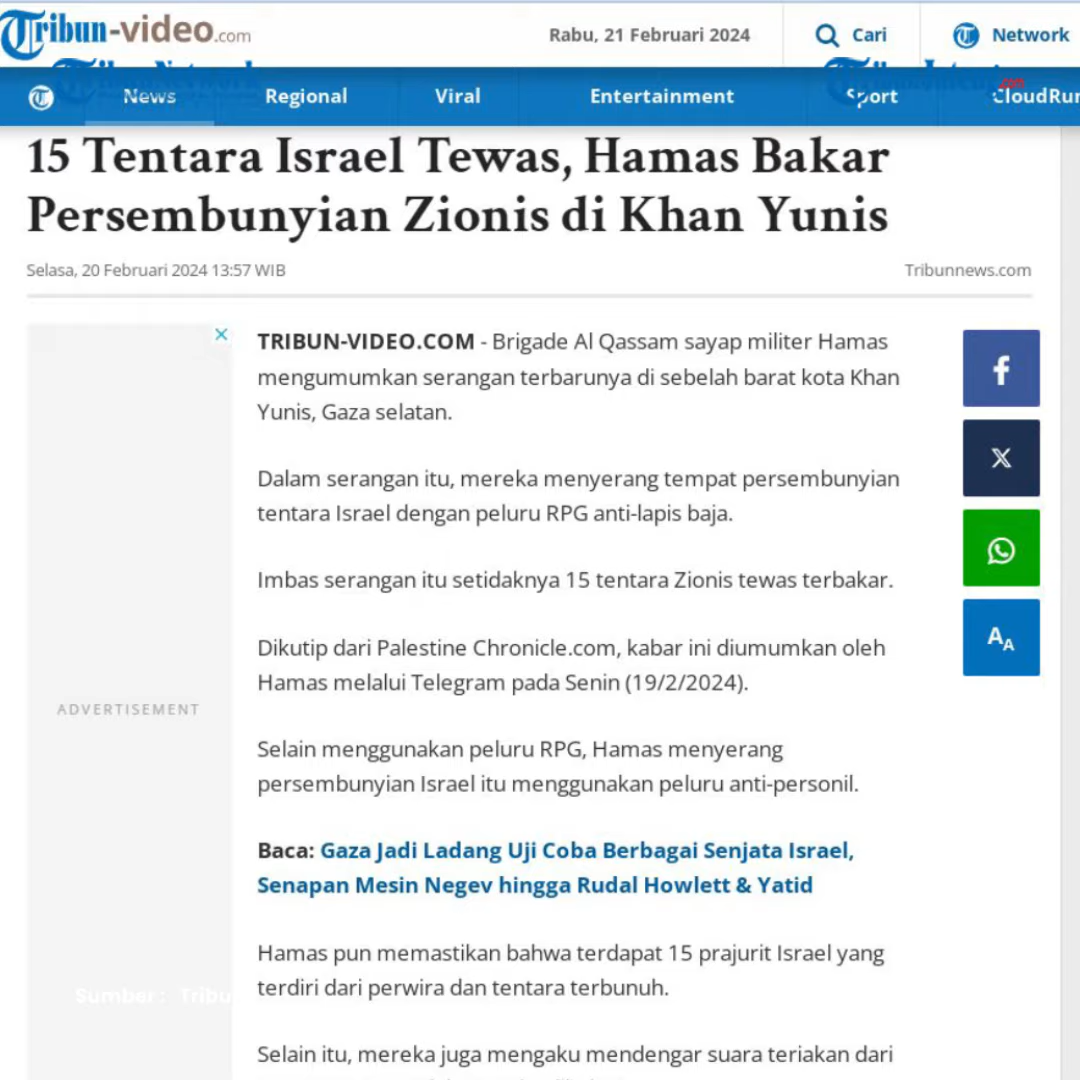 Tribun-video.com
Rabu, 21 Februari 2024
Cari
Network
News
Regional
Viral
Entertainment
Sport
CloudRun
15 Tentara Israel Tewas, Hamas Bakar
Persembunyian Zionis di Khan Yunis
Selasa, 20 Februari 2024 13:57 WIB
Tribunnews.com
TRIBUN-VIDEO.COM - Brigade Al Qassam sayap militer Hamas
mengumumkan serangan terbarunya di sebelah barat kota Khan
Yunis, Gaza selatan.
Dalam serangan itu, mereka menyerang tempat persembunyian
tentara Israel dengan peluru RPG anti-lapis baja.
Imbas serangan itu setidaknya 15 tentara Zionis tewas terbakar.
Dikutip dari Palestine Chronicle.com, kabar ini diumumkan oleh
Hamas melalui Telegram pada Senin (19/2/2024).
ADVERTISEMENT
Selain menggunakan peluru RPG, Hamas menyerang
persembunyian Israel itu menggunakan peluru anti-personil.
Baca: Gaza Jadi Ladang Uji Coba Berbagai Senjata Israel,
Senapan Mesin Negev hingga Rudal Howlett & Yatid
Hamas pun memastikan bahwa terdapat 15 prajurit Israel yang
terdiri dari perwira dan tentara terbunuh.
Sumber : Tribu
Selain itu, mereka juga mengaku mendengar suara teriakan dari